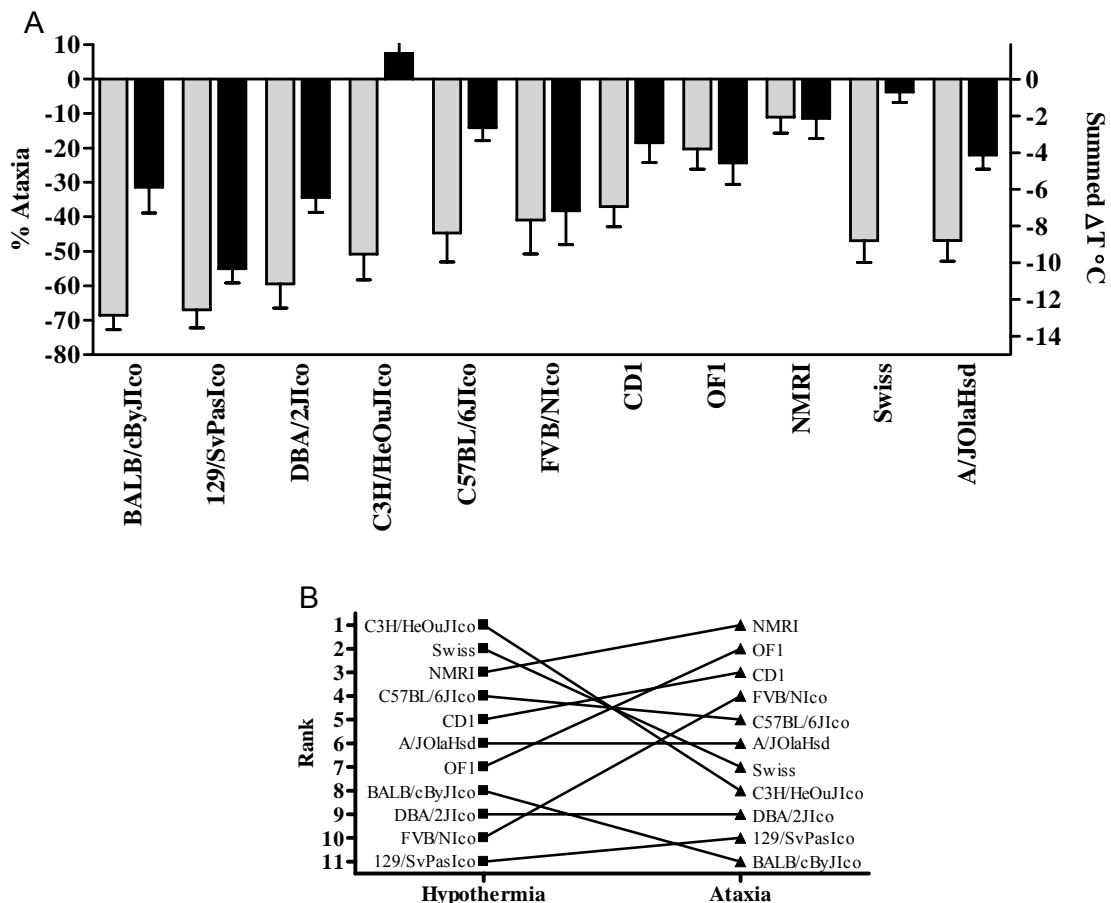 A
10
0
-10
-20
-30
-40
-50
-60
-70
-80
% Ataxia
0
-2
-4
-6
-8
-10
-12
-14
Summed ΔT °C
BALB/cByJIco
129/SvPasIco
DBA/2JIco
C3H/HeOuJIco
C57BL/6JIco
FVB/NIco
CD1
OF1
NMRI
Swiss
A/JOlaHsd
B
Rank
1 C3H/HeOuJIco NMRI
2 Swiss OF1
3 NMRI CD1
4 C57BL/6JIco FVB/NIco
5 CD1 C57BL/6JIco
6 A/JOlaHsd A/JOlaHsd
7 OF1 Swiss
8 BALB/cByJIco C3H/HeOuJIco
9 DBA/2JIco DBA/2JIco
10 FVB/NIco 129/SvPasIco
11 129/SvPasIco BALB/cByJIco
Hypothermia Ataxia